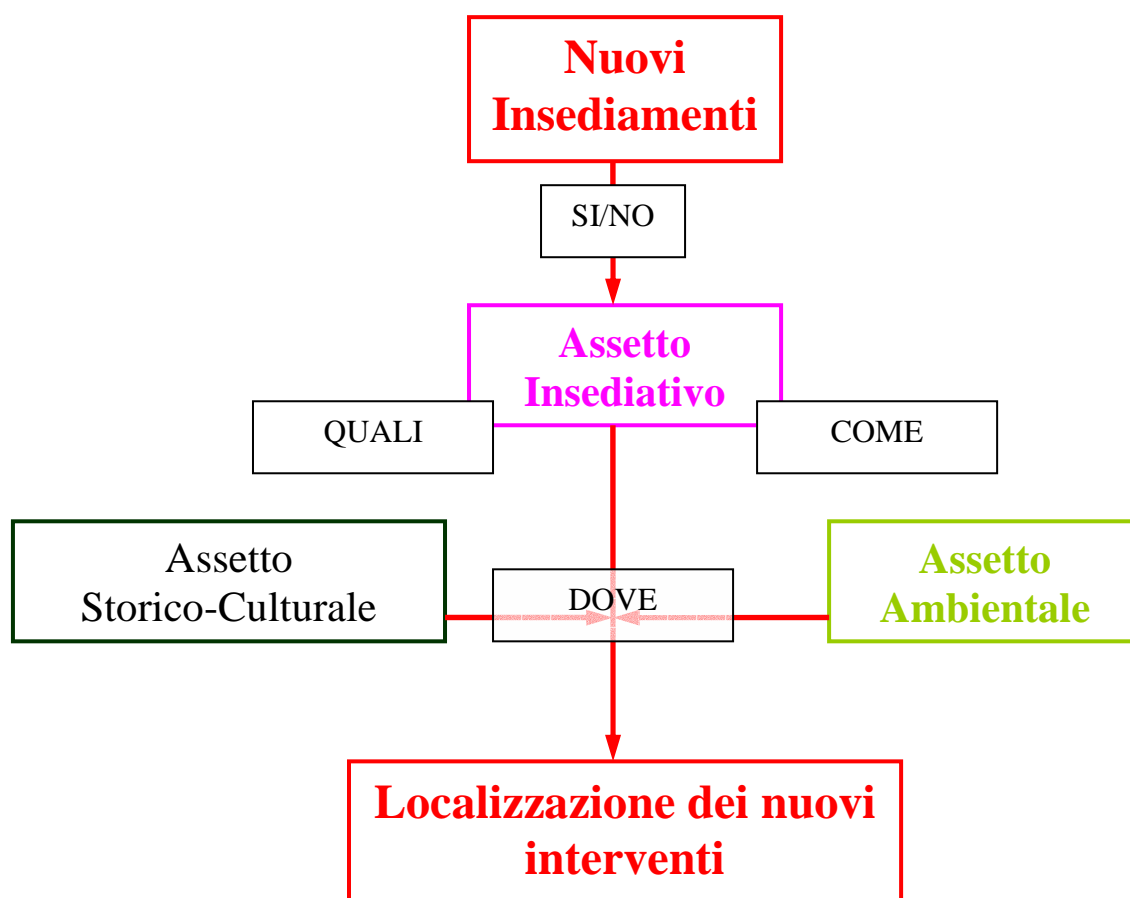 Nuovi
Insediamenti
SI/NO
Assetto
Insediativo
QUALI
COME
Assetto
Storico-Culturale
DOVE
Assetto
Ambientale
Localizzazione dei nuovi
interventi